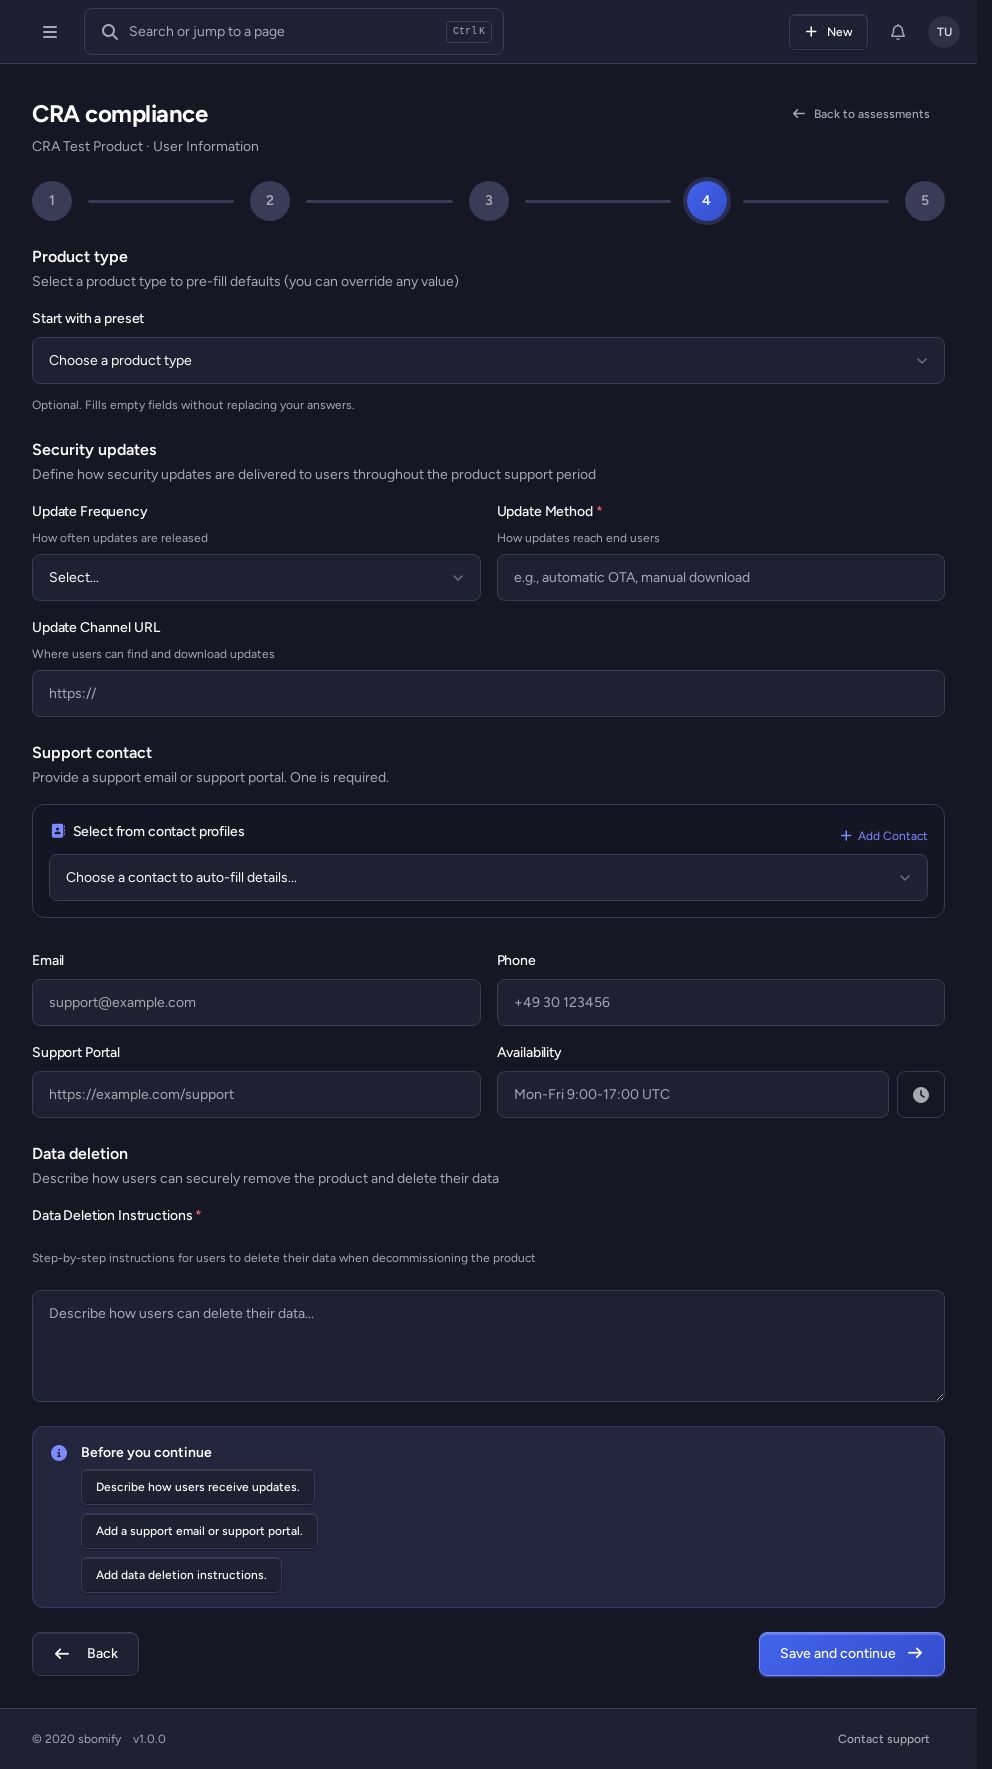 Search or jump to a page
Ctrl K
New
TU
CRA compliance
Back to assessments
CRA Test Product · User Information
1
2
3
4
5
Product type
Select a product type to pre-fill defaults (you can override any value)
Start with a preset
Choose a product type
Optional. Fills empty fields without replacing your answers.
Security updates
Define how security updates are delivered to users throughout the product support period
Update Frequency
Update Method *
How often updates are released
How updates reach end users
Select...
e.g., automatic OTA, manual download
Update Channel URL
Where users can find and download updates
https://
Support contact
Provide a support email or support portal. One is required.
Select from contact profiles
Add Contact
Choose a contact to auto-fill details...
Email
Phone
support@example.com
+49 30 123456
Support Portal
Availability
https://example.com/support
Mon-Fri 9:00-17:00 UTC
Data deletion
Describe how users can securely remove the product and delete their data
Data Deletion Instructions *
Step-by-step instructions for users to delete their data when decommissioning the product
Describe how users can delete their data...
Before you continue
Describe how users receive updates.
Add a support email or support portal.
Add data deletion instructions.
Back
Save and continue
© 2020 sbomify v1.0.0
Contact support